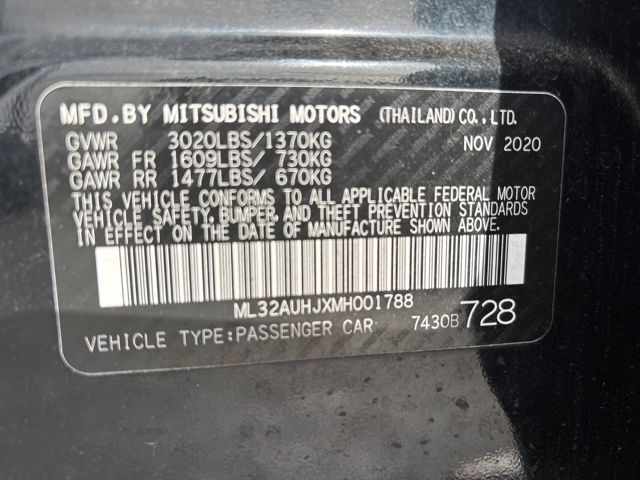 MFD.BY MITSUBISHI MOTORS (THAILAND) CO., LTD.
GVWR 3020LBS/1370KG NOV 2020
GAWR FR 1609LBS/ 730KG
GAWR RR 1477LBS/ 670KG
THIS VEHICLE CONFORMS TO ALL APPLICABLE FEDERAL MOTOR
VEHICLE SAFETY, BUMPER, AND THEFT PREVENTION STANDARDS
IN EFFECT ON THE DATE OF MANUFACTURE SHOWN ABOVE.
ML32AUHJXMH001788
VEHICLE TYPE:PASSENGER CAR 7430B 728